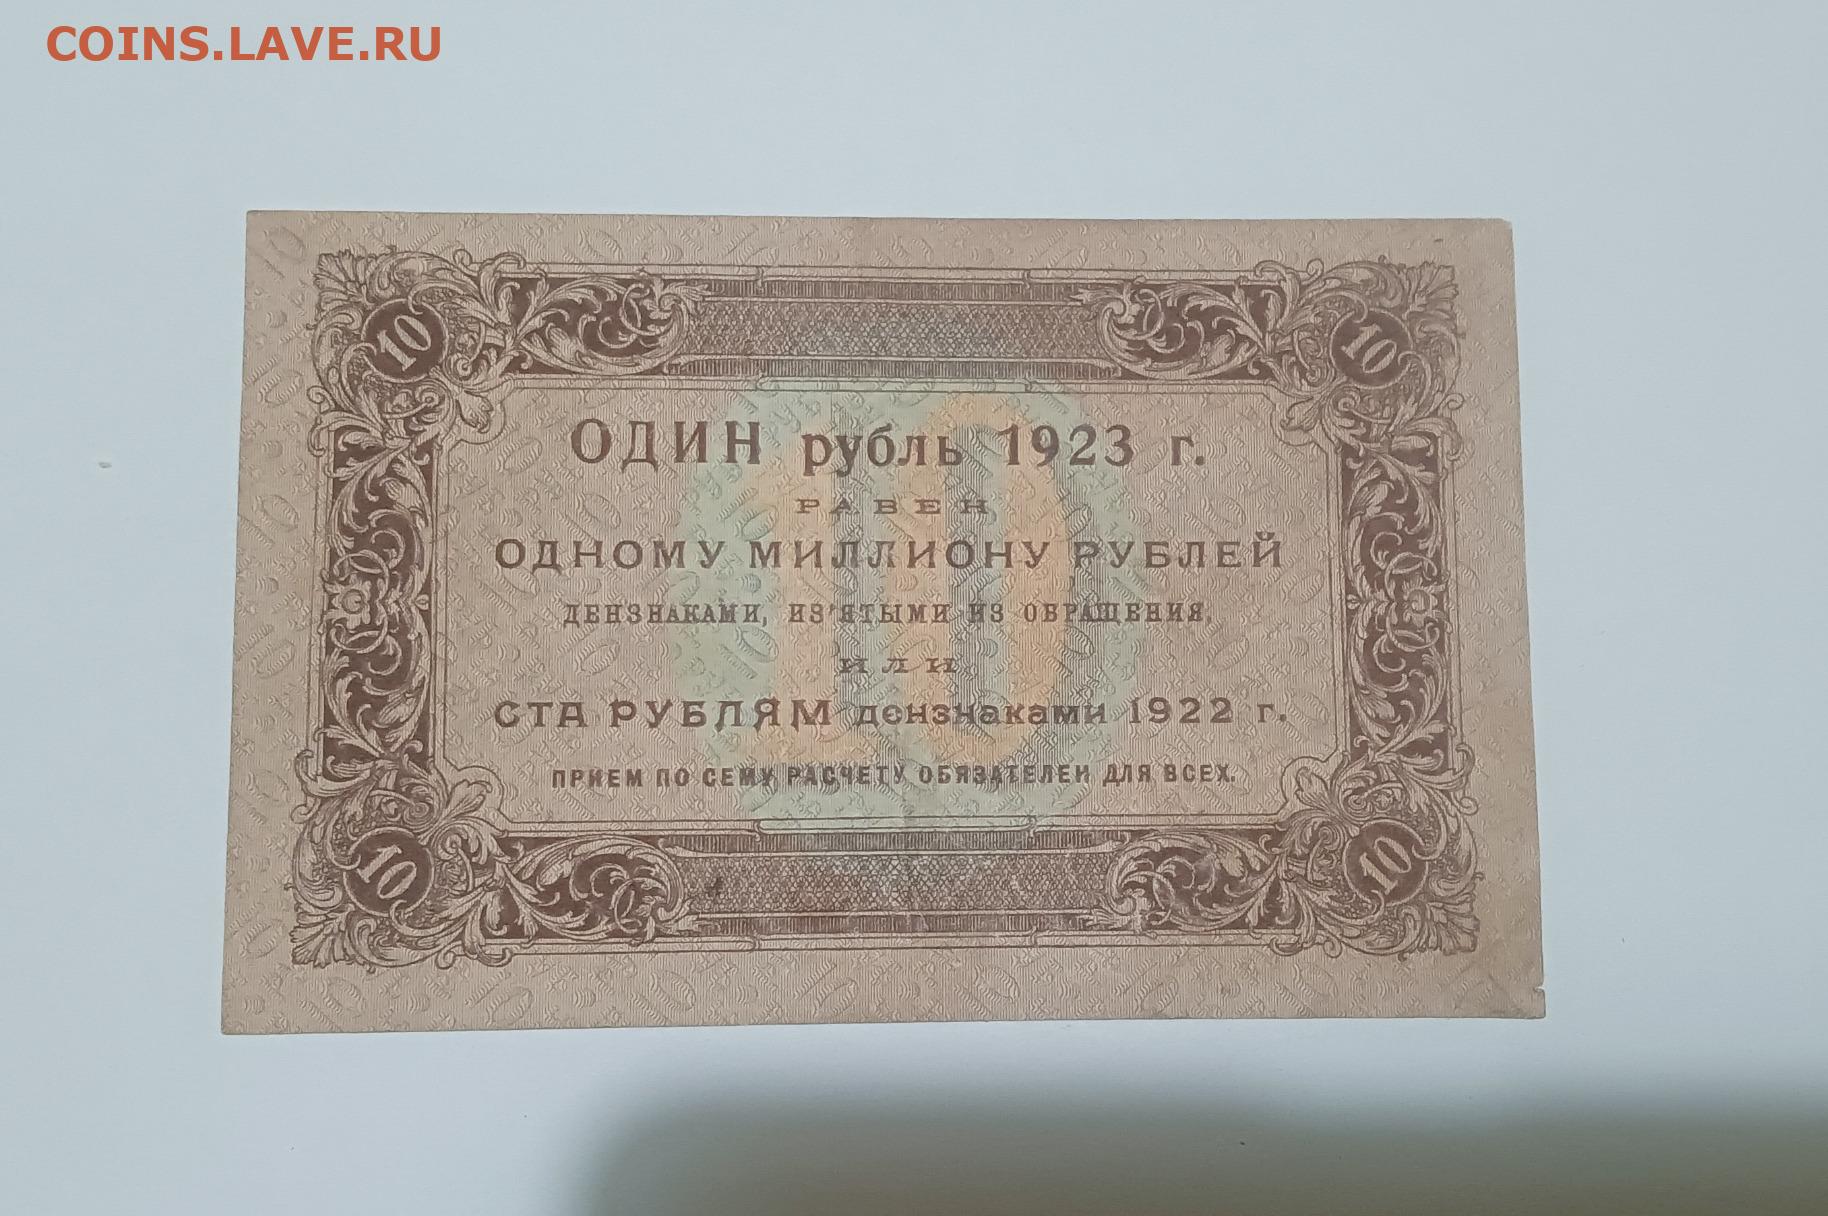 COINS.LAVE.RU
10 10
ОДИН рубль 1923 г.
РАВЕН
ОДНОМУ МИЛЛИОНУ РУБЛЕЙ
ДЕНЗНАКАМИ, ИЗ'ЯТЫМИ ИЗ ОБРАЩЕНИЯ,
ИЛИ
СТА РУБЛЯМ дензнаками 1922 г.
ПРИЕМ ПО СЕМУ РАСЧЕТУ ОБЯЗАТЕЛЕН ДЛЯ ВСЕХ.
10
10 10